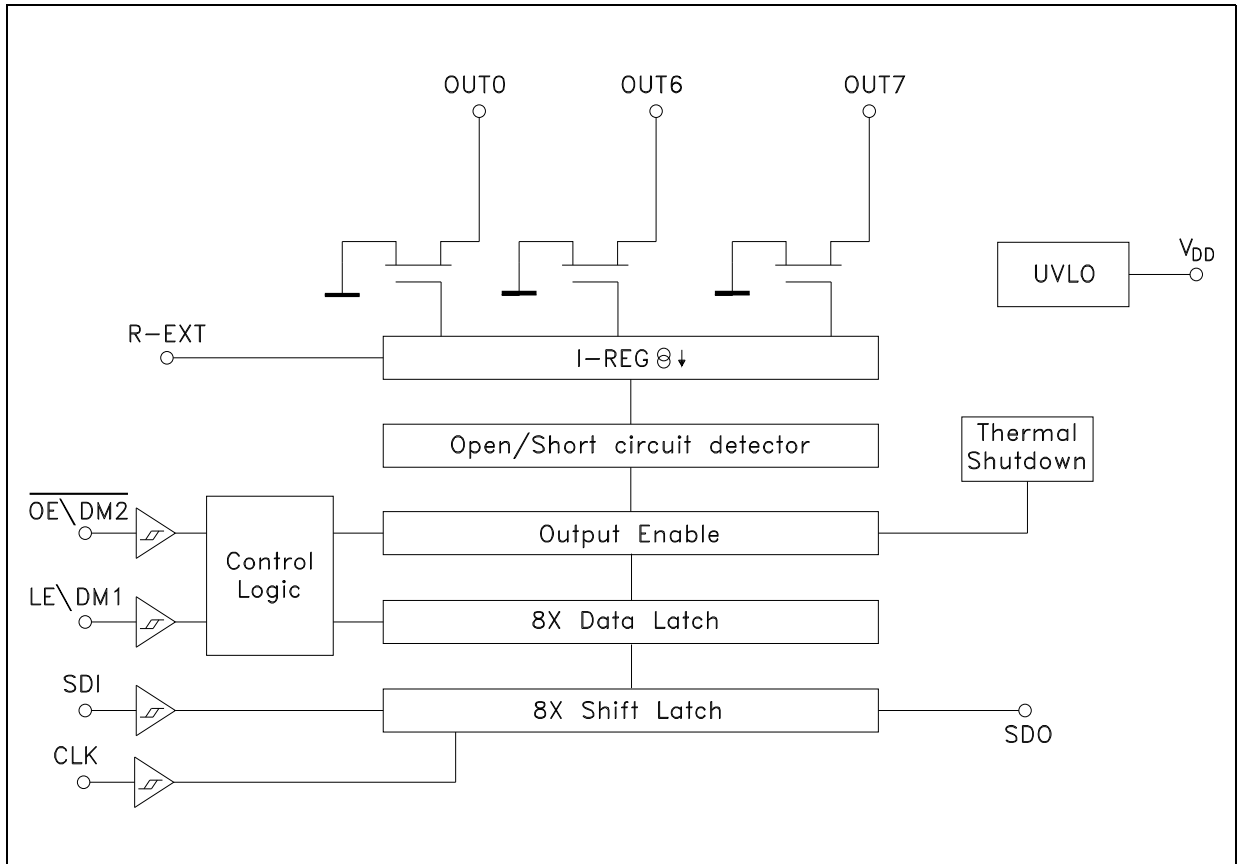 OUT0 OUT6 OUT7
VDD
UVLO
R-EXT
I-REG
Open/Short circuit detector
Thermal
Shutdown
OE\DM2
Output Enable
Control
Logic
LE\DM1
8X Data Latch
SDI
8X Shift Latch
SDO
CLK